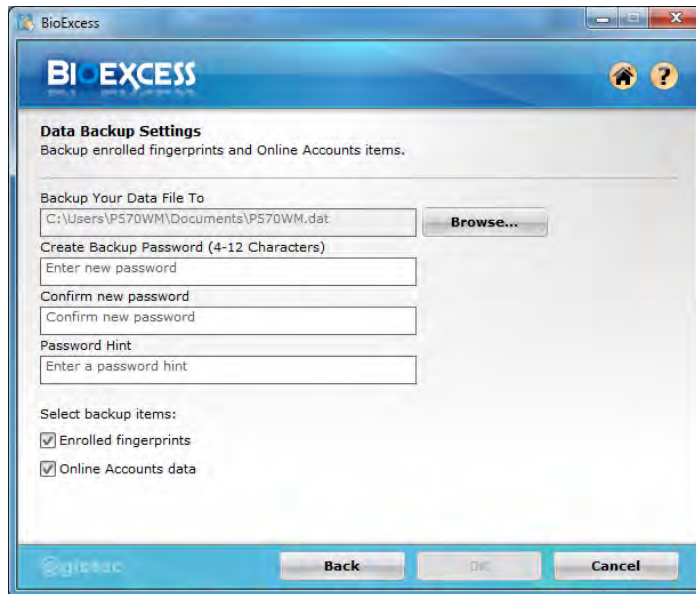 BioExcess
BIOEXCESS
?
Data Backup Settings
Backup enrolled fingerprints and Online Accounts items.
Backup Your Data File To
C:\Users\P570WM\Documents\P570WM.dat
Browse...
Create Backup Password (4-12 Characters)
Enter new password
Confirm new password
Confirm new password
Password Hint
Enter a password hint
Select backup items:
Enrolled fingerprints
Online Accounts data
egistec
Back
OK
Cancel